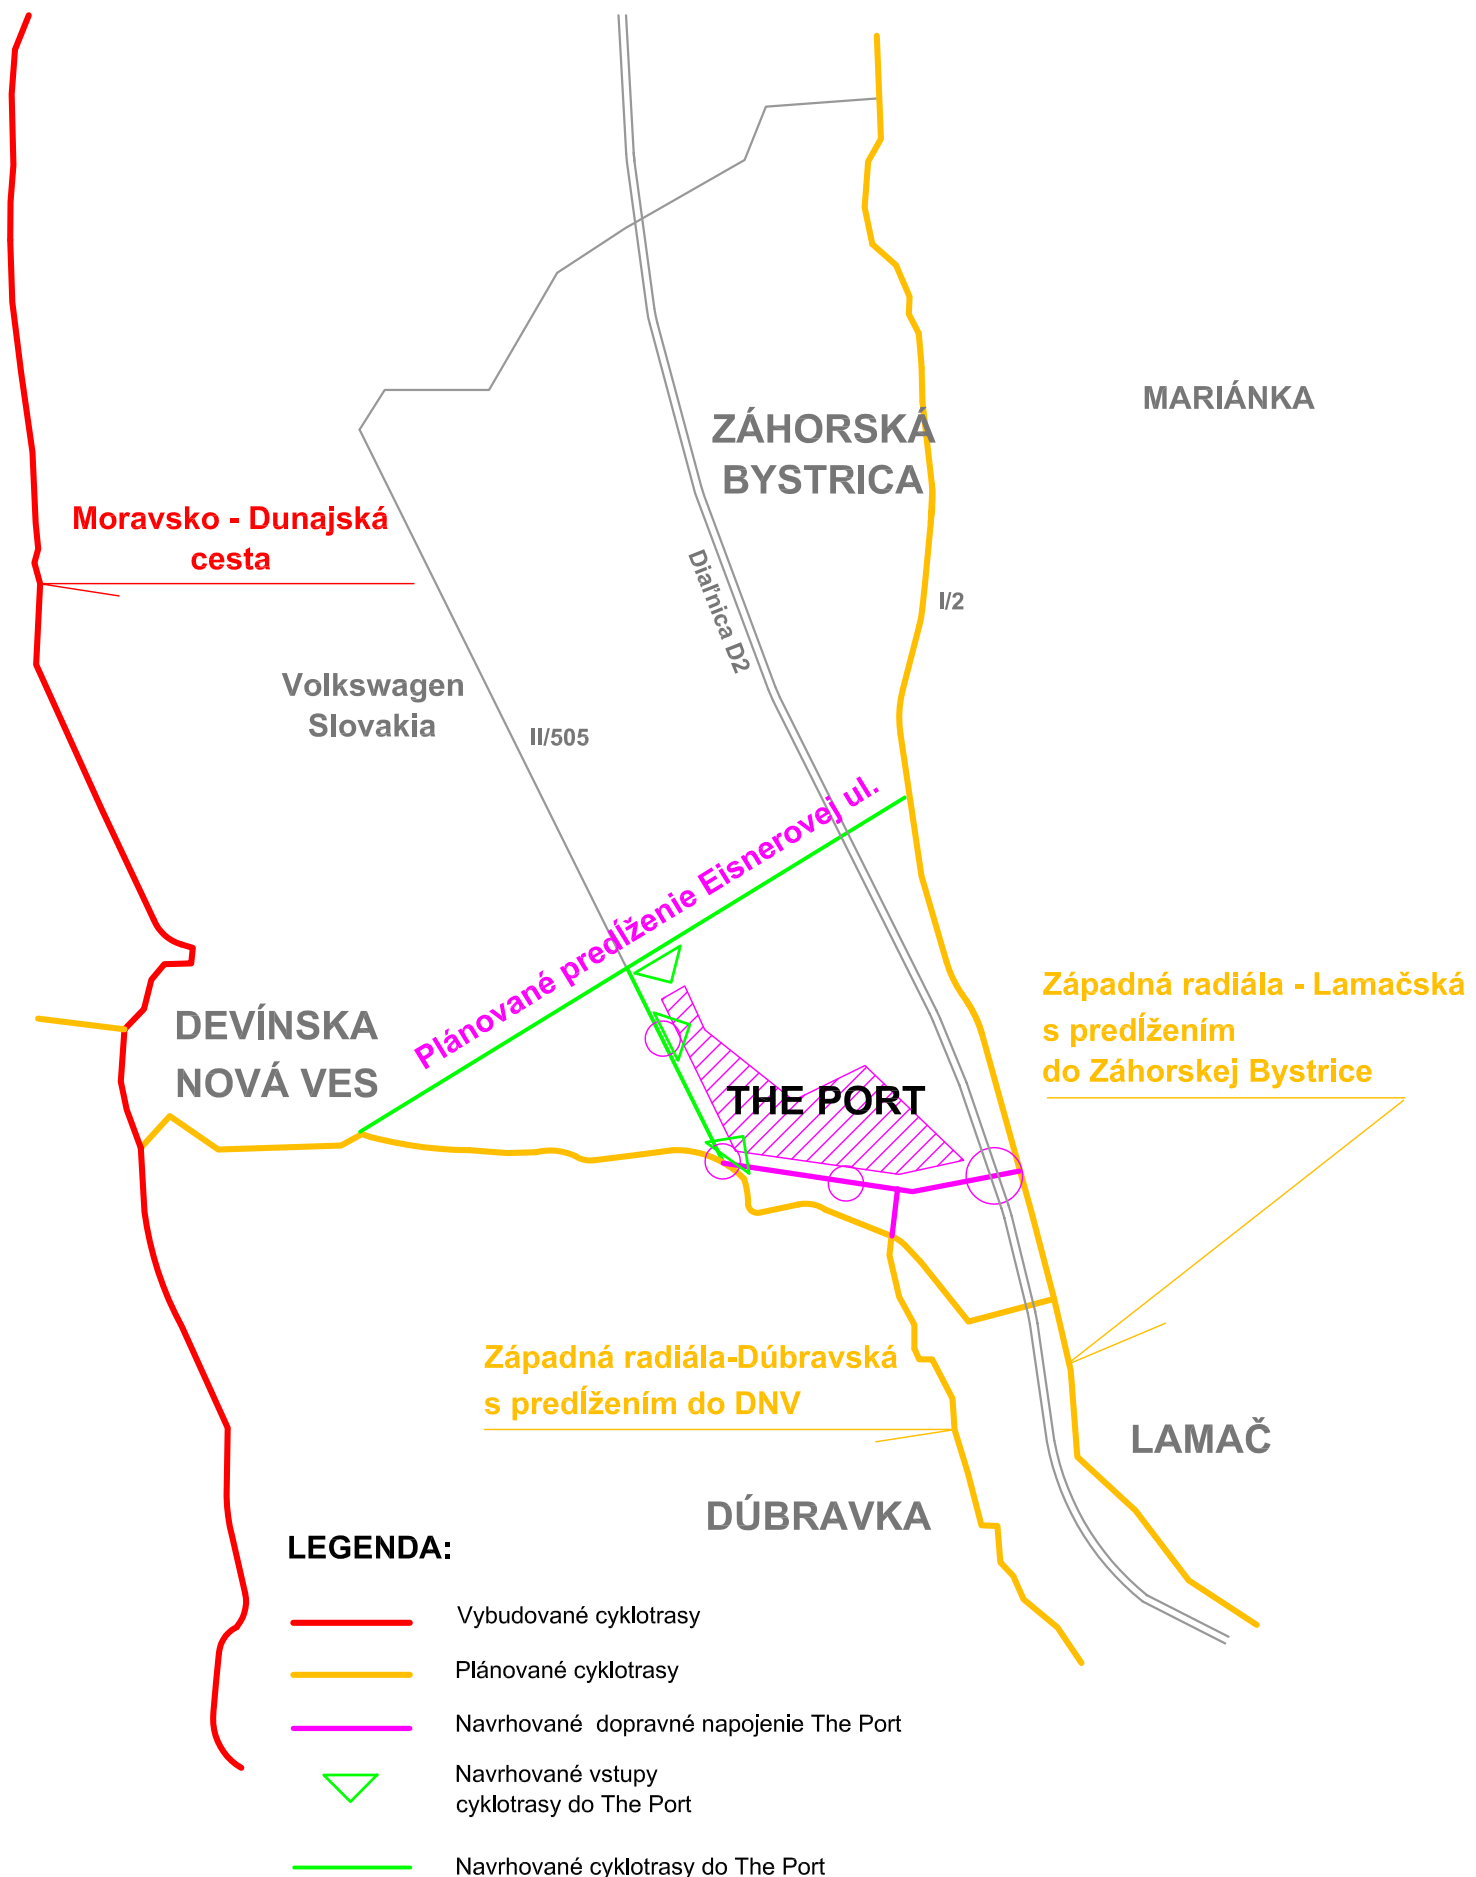 MARIÁNKA
ZÁHORSKÁ
BYSTRICA
Moravsko - Dunajská
cesta
Diaľnica D2
I/2
Volkswagen
Slovakia
II/505
Plánované predĺženie Eisnerovej ul.
Západná radiála - Lamačská
s predĺžením
do Záhorskej Bystrice
DEVÍNSKA
NOVÁ VES
THE PORT
Západná radiála-Dúbravská
s predĺžením do DNV
LAMAČ
DÚBRAVKA
LEGENDA:
Vybudované cyklotrasy
Plánované cyklotrasy
Navrhované dopravné napojenie The Port
Navrhované vstupy
cyklotrasy do The Port
Navrhované cyklotrasy do The Port